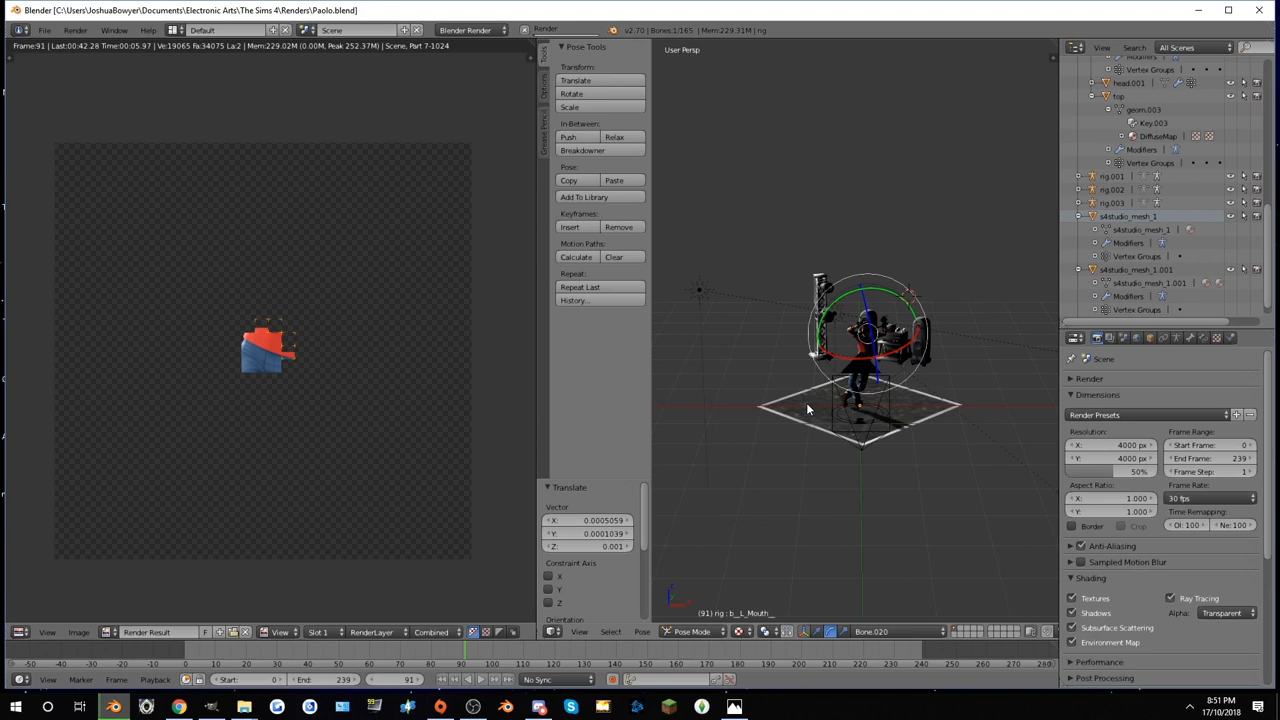 Blender [C:\Users\JoshuaBowyer\Documents\Electronic Arts\The Sims 4\Renders\Paolo.blend]
File Render Window Help Default Scene Blender Render Render v2.70 | Bones:1/165 | Mem:229.31M | rig
Frame:91 | Last:00:42.28 Time:00:05.97 | Ve:19065 Fa:34075 La:2 | Mem:229.02M (0.00M, Peak 252.37M) | Scene, Part 7-1024
Tools
Options
Grease Pencil
Pose Tools
Transform:
Translate
Rotate
Scale
In-Between:
Push Relax
Breakdowner
Pose:
Copy Paste
Add To Library
Keyframes:
Insert Remove
Motion Paths:
Calculate Clear
Repeat:
Repeat Last
History...
Translate
Vector
X: 0.0005059
Y: 0.0001039
Z: 0.001
Constraint Axis
X
Y
Z
Orientation
User Persp
(91) rig : b__L_Mouth__
View Search All Scenes
Modifiers
Vertex Groups
head.001
top
geom.003
Key.003
DiffuseMap
Modifiers
Vertex Groups
rig.001
rig.002
rig.003
s4studio_mesh_1
s4studio_mesh_1
Modifiers
Vertex Groups
s4studio_mesh_1.001
s4studio_mesh_1.001
Modifiers
Vertex Groups
Scene
Render
Dimensions
Render Presets
Resolution: Frame Range:
X: 4000 px Start Frame: 0
Y: 4000 px End Frame: 239
50% Frame Step: 1
Aspect Ratio: Frame Rate:
X: 1.000 30 fps
Y: 1.000 Time Remapping:
Border Crop Ol: 100 Ne: 100
Anti-Aliasing
Sampled Motion Blur
Shading
Textures Ray Tracing
Shadows Alpha: Transparent
Subsurface Scattering
Environment Map
Performance
Post Processing
View Image Render Result F View Slot 1 RenderLayer Combined
View Select Pose Pose Mode Bone.020
-50 -40 -30 -20 -10 0 10 20 30 40 50 60 70 80 90 100 110 120 130 140 150 160 170 180 190 200 210 220 230 240 250 260 270 280
View Marker Frame Playback Start: 0 End: 239 91 No Sync
8:51 PM
17/10/2018